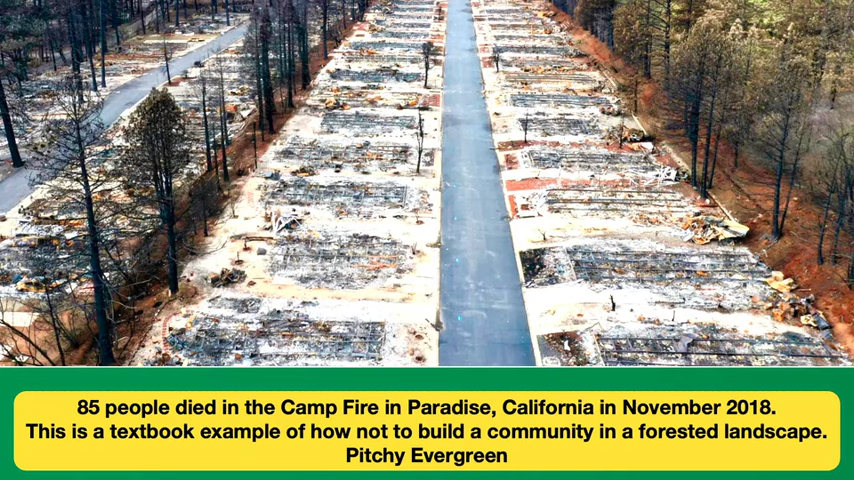 85 people died in the Camp Fire in Paradise, California in November 2018.
This is a textbook example of how not to build a community in a forested landscape.
Pitchy Evergreen